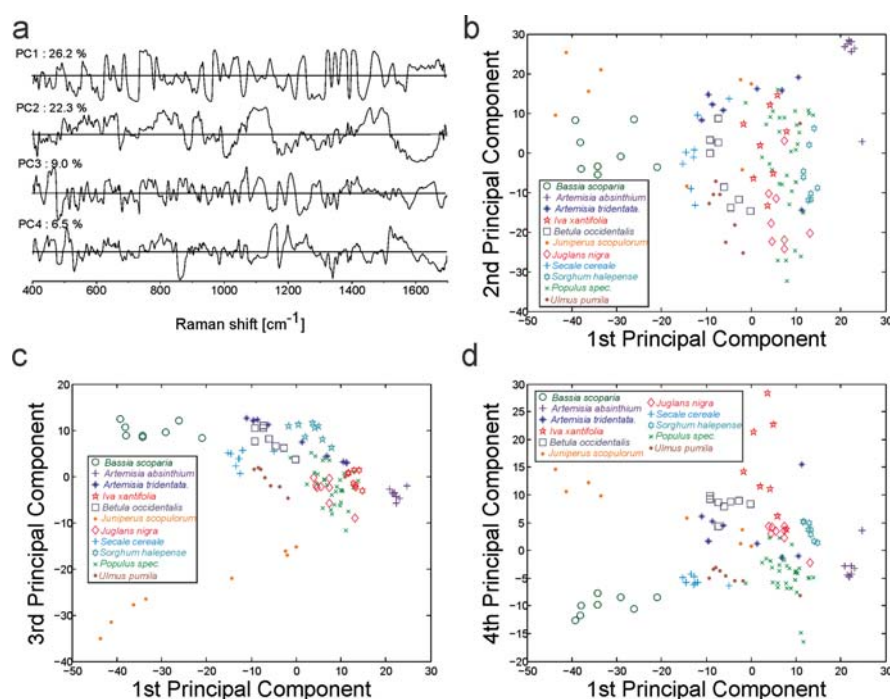 a
PC1 : 26.2 %
PC2 : 22.3 %
PC3 : 9.0 %
PC4 : 6.5 %
400 600 800 1000 1200 1400 1600
Raman shift [cm-1]
b
30
20
10
0
−10
−20
−30
−40
2nd Principal Component
Bassia scoparia
Artemisia absinthium
Artemisia tridentata.
Iva xantifolia
Betula occidentalis
Juniperus scopulorum
Juglans nigra
Secale cereale
Sorghum halepense
Populus spec.
Ulmus pumila
−50 −40 −30 −20 −10 0 10 20 30
1st Principal Component
c
20
10
0
−10
−20
−30
−40
3rd Principal Component
Bassia scoparia
Artemisia absinthium
Artemisia tridentata.
Iva xantifolia
Betula occidentalis
Juniperus scopulorum
Juglans nigra
Secale cereale
Sorghum halepense
Populus spec.
Ulmus pumila
−50 −40 −30 −20 −10 0 10 20 30
1st Principal Component
d
30
25
20
15
10
5
0
−5
−10
−15
−20
4th Principal Component
Bassia scoparia
Artemisia absinthium
Artemisia tridentata.
Iva xantifolia
Betula occidentalis
Juniperus scopulorum
Juglans nigra
Secale cereale
Sorghum halepense
Populus spec.
Ulmus pumila
−50 −40 −30 −20 −10 0 10 20 30
1st Principal Component